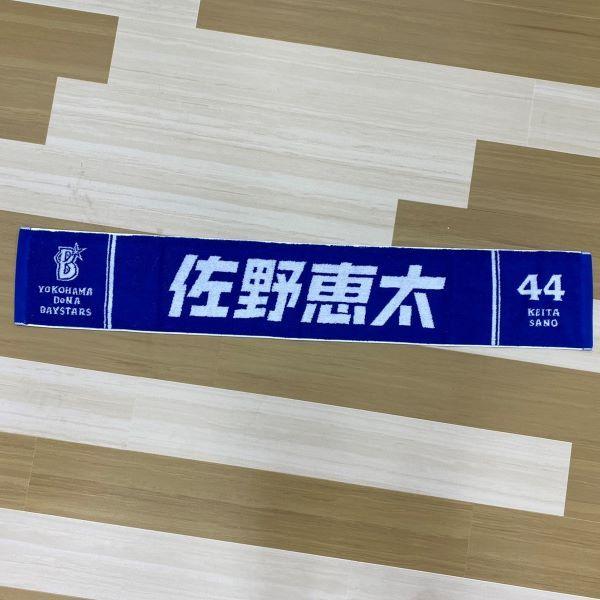 B
YOKOHAMA
DeNA
BAYSTARS
佐野恵太
44
KEITA
SANO